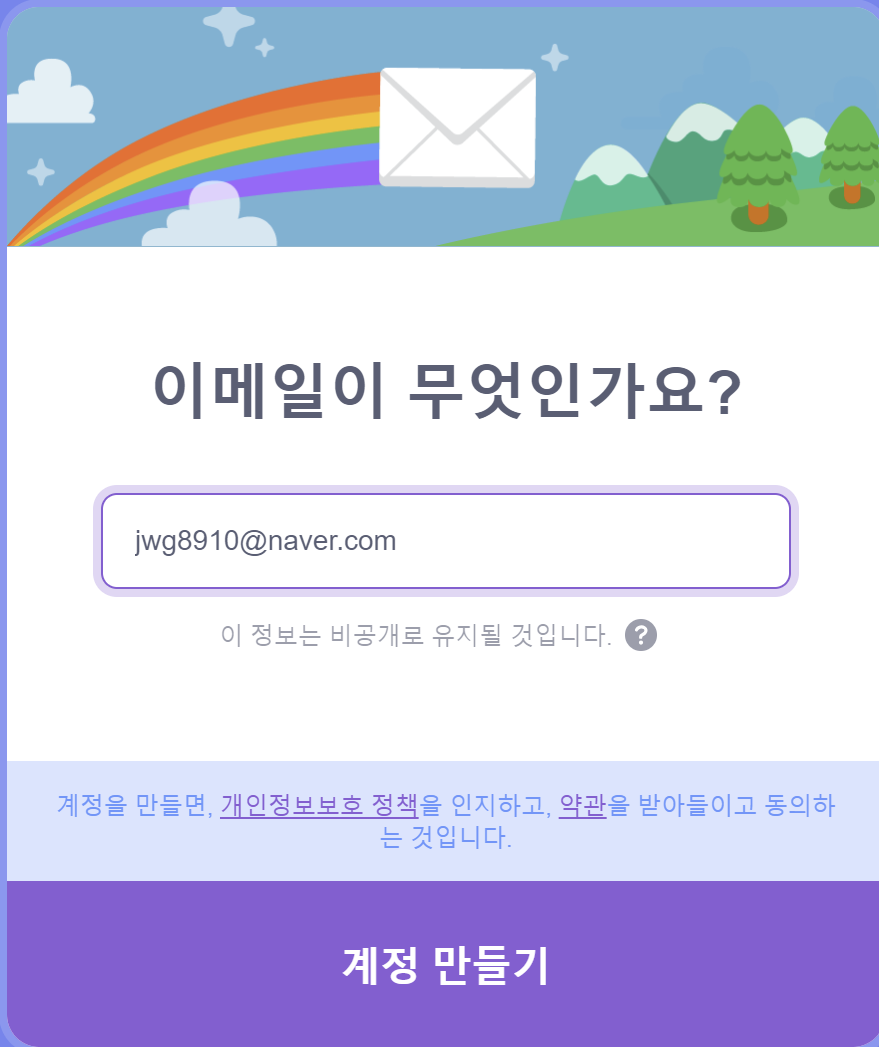 이메일이 무엇인가요?
jwg8910@naver.com
이 정보는 비공개로 유지될 것입니다. ?
계정을 만들면, 개인정보보호 정책을 인지하고, 약관을 받아들이고 동의하
는 것입니다.
계정 만들기